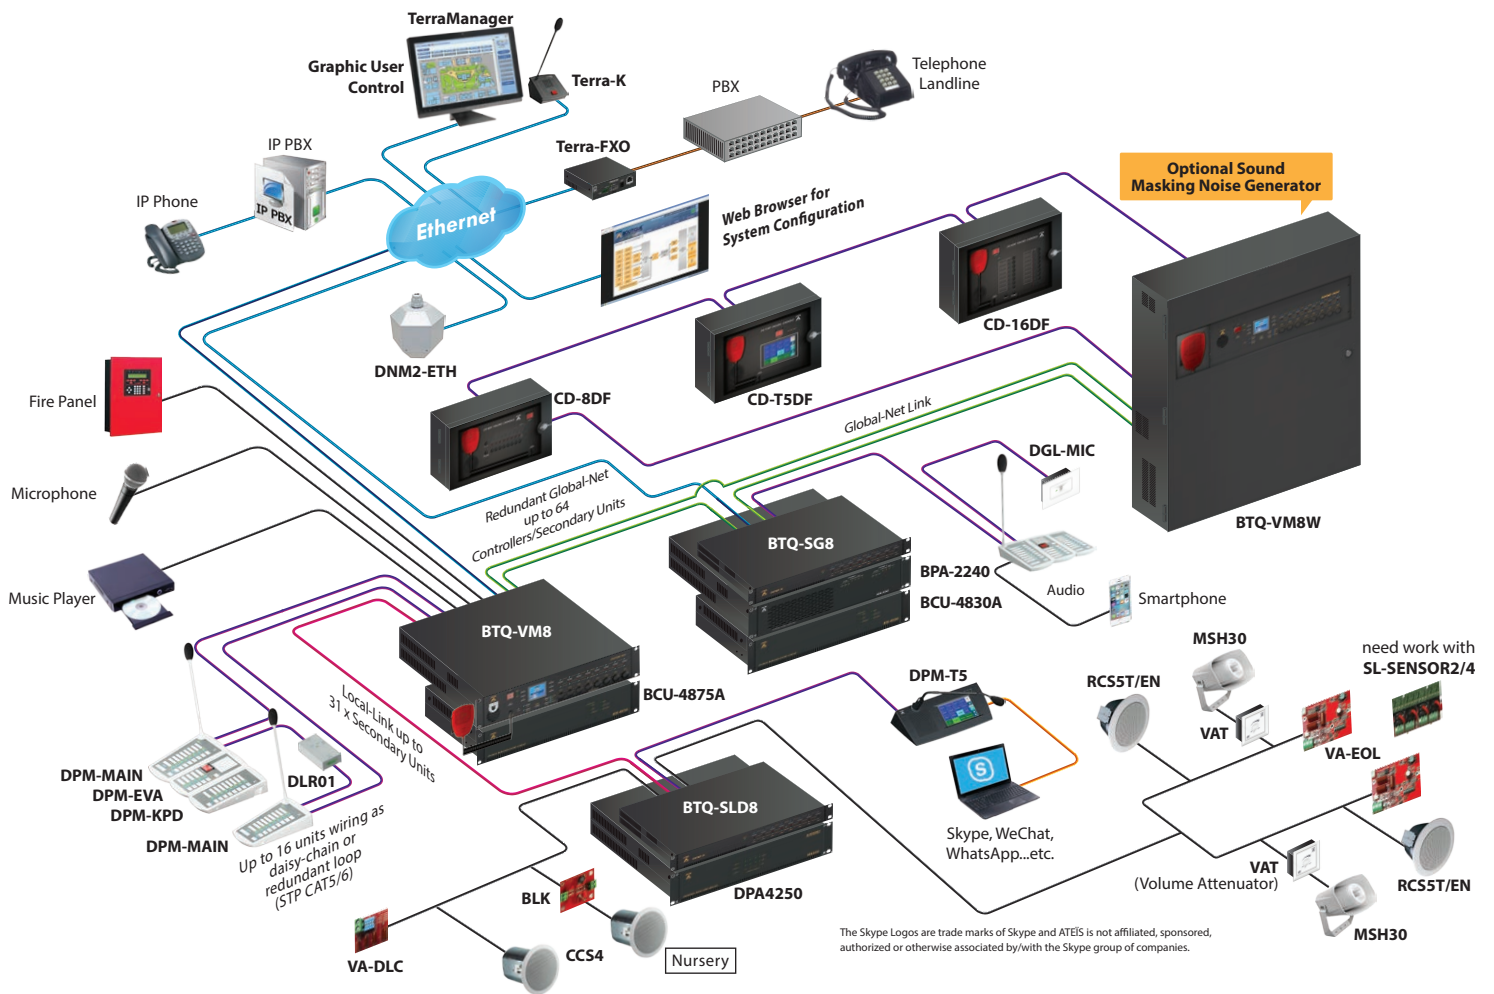 TerraManager
Graphic User
Control
Terra-K
PBX
Telephone
Landline
IP PBX
IP PBX
IP Phone
Terra-FXO
Ethernet
Web Browser for
System Configuration
Optional Sound
Masking Noise Generator
DNM2-ETH
CD-16DF
CD-T5DF
CD-8DF
Fire Panel
Global-Net Link
Microphone
Redundant Global-Net
up to 64
Controllers/Secondary Units
DGL-MIC
BTQ-VM8W
BTQ-SG8
BPA-2240
BCU-4830A
Audio
Smartphone
Music Player
BTQ-VM8
BCU-4875A
Local-Link up to
31 x Secondary
Units
DPM-T5
MSH30
need work with
SL-SENSOR2/4
RCS5T/EN
VAT
VA-EOL
DPM-MAIN
DPM-EVA
DPM-KPD
DLR01
DPM-MAIN
Up to 16 units wiring as
daisy-chain or
redundant loop
(STP CAT5/6)
BTQ-SLD8
DPA4250
S
Skype, WeChat,
WhatsApp...etc.
VAT
(Volume Attenuator)
RCS5T/EN
MSH30
BLK
VA-DLC
CCS4
Nursery
The Skype Logos are trade marks of Skype and ATEÏS is not affiliated, sponsored,
authorized or otherwise associated by/with the Skype group of companies.